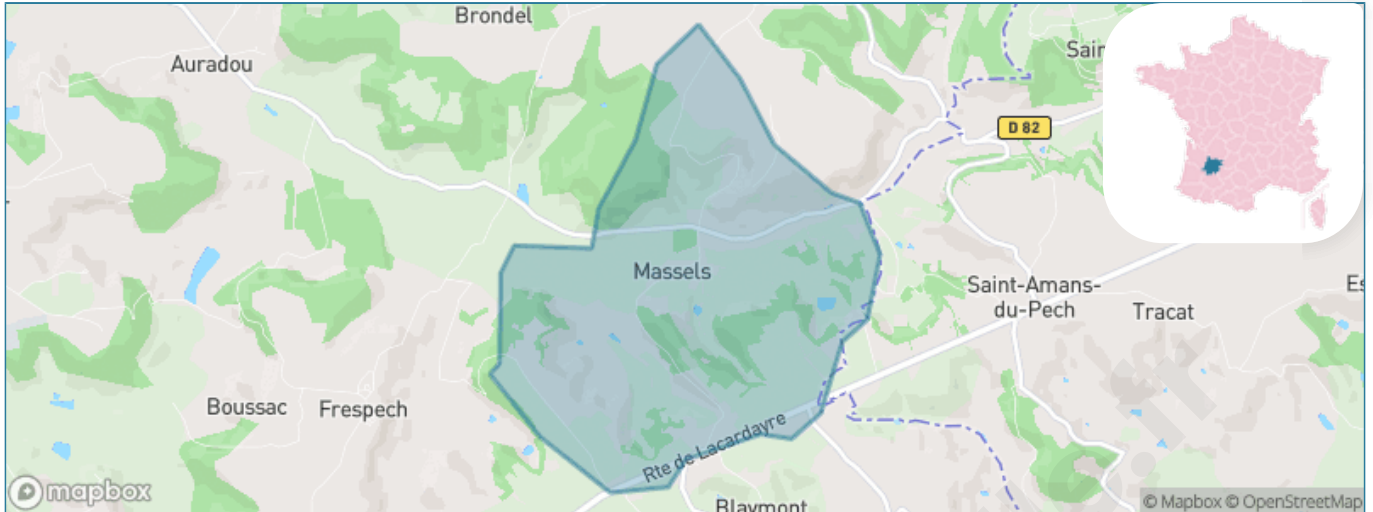 Brondel
Auradou
Sair
D 82
Massels
Saint-Amans-
du-Pech
Tracat
Es
Boussac
Frespech
Rte de Lacardayre
Blaymont
mapbox
© Mapbox © OpenStreetMap